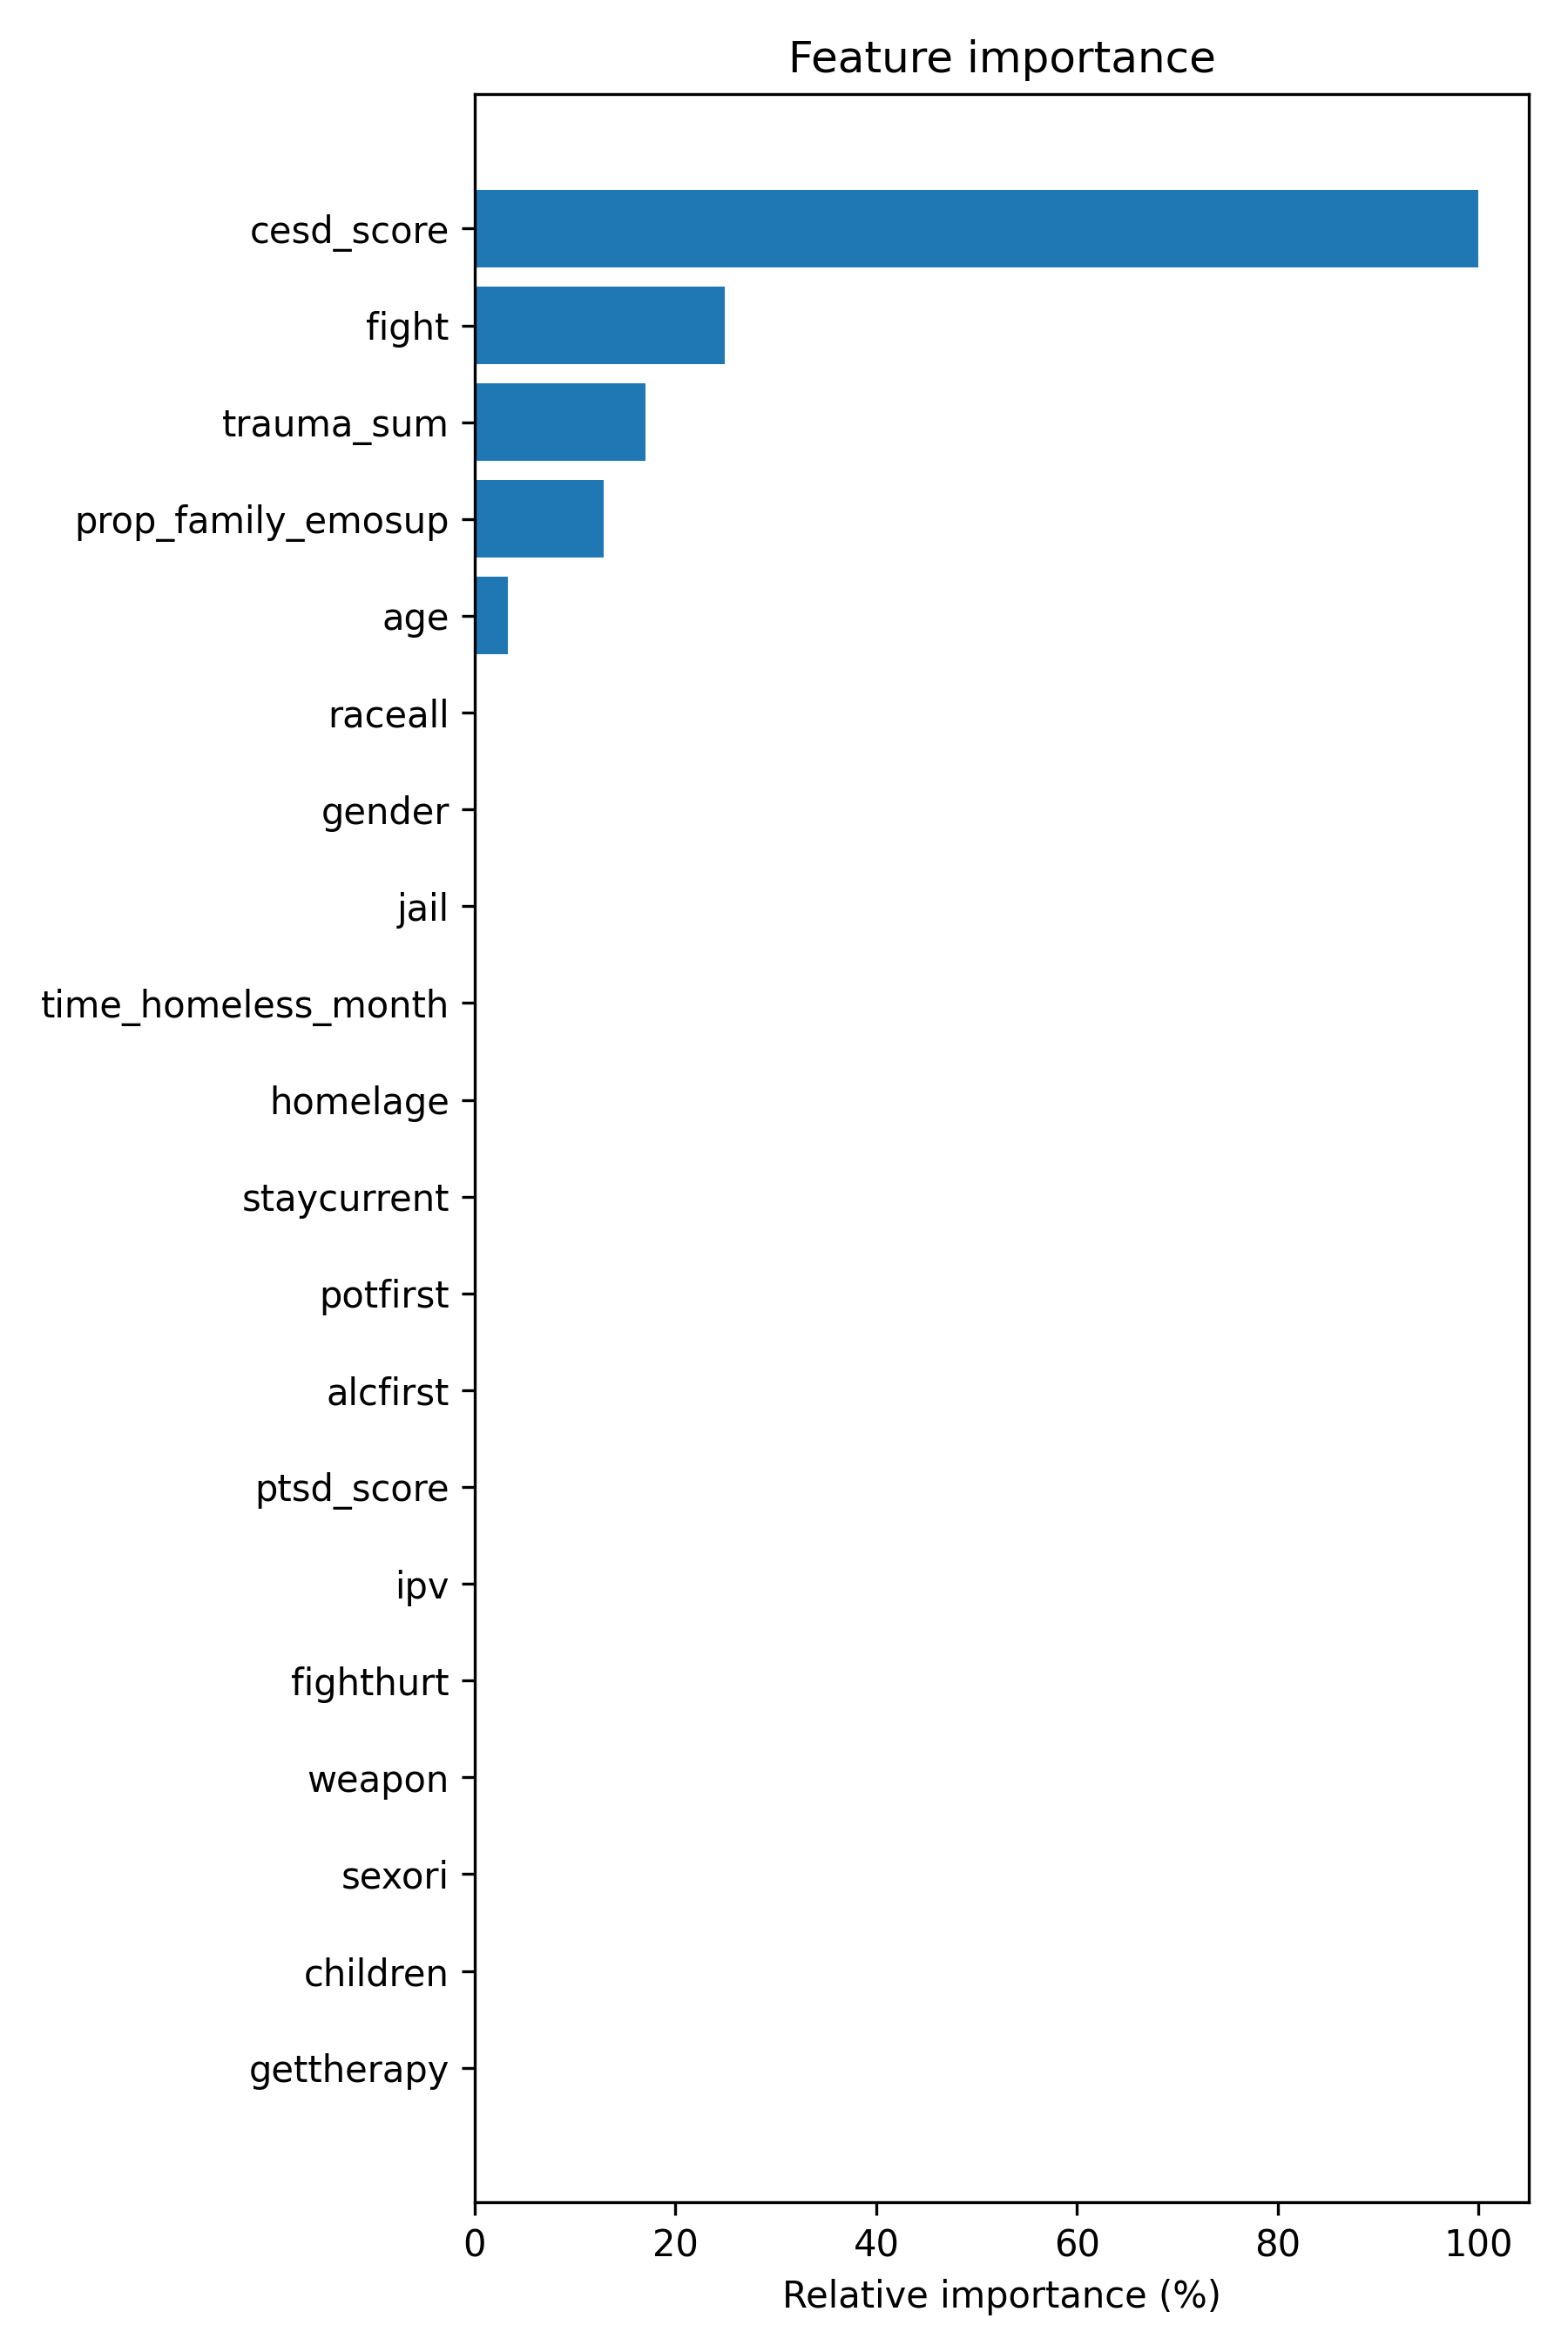 Feature importance
cesd_score
fight
trauma_sum
prop_family_emosup
age
raceall
gender
jail
time_homeless_month
homelage
staycurrent
potfirst
alcfirst
ptsd_score
ipv
fighthurt
weapon
sexori
children
gettherapy
0 20 40 60 80 100
Relative importance (%)